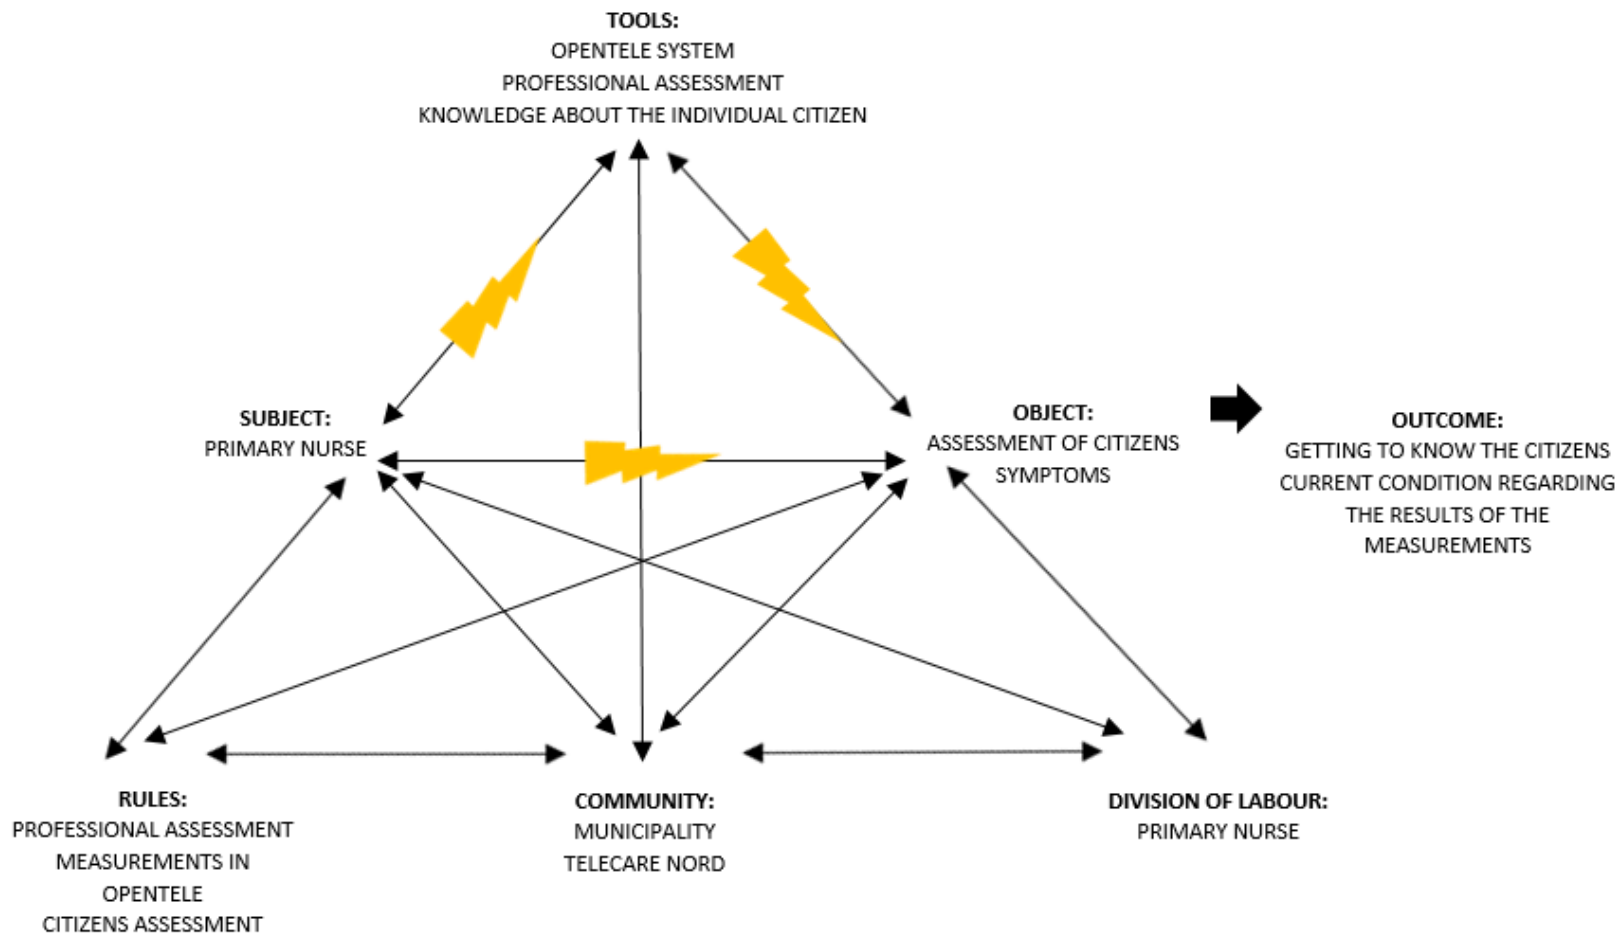 TOOLS:
OPENTELE SYSTEM
PROFESSIONAL ASSESSMENT
KNOWLEDGE ABOUT THE INDIVIDUAL CITIZEN
SUBJECT:
PRIMARY NURSE
OBJECT:
ASSESSMENT OF CITIZENS
SYMPTOMS
OUTCOME:
GETTING TO KNOW THE CITIZENS
CURRENT CONDITION REGARDING
THE RESULTS OF THE
MEASUREMENTS
RULES:
PROFESSIONAL ASSESSMENT
MEASUREMENTS IN
OPENTELE
CITIZENS ASSESSMENT
COMMUNITY:
MUNICIPALITY
TELECARE NORD
DIVISION OF LABOUR:
PRIMARY NURSE